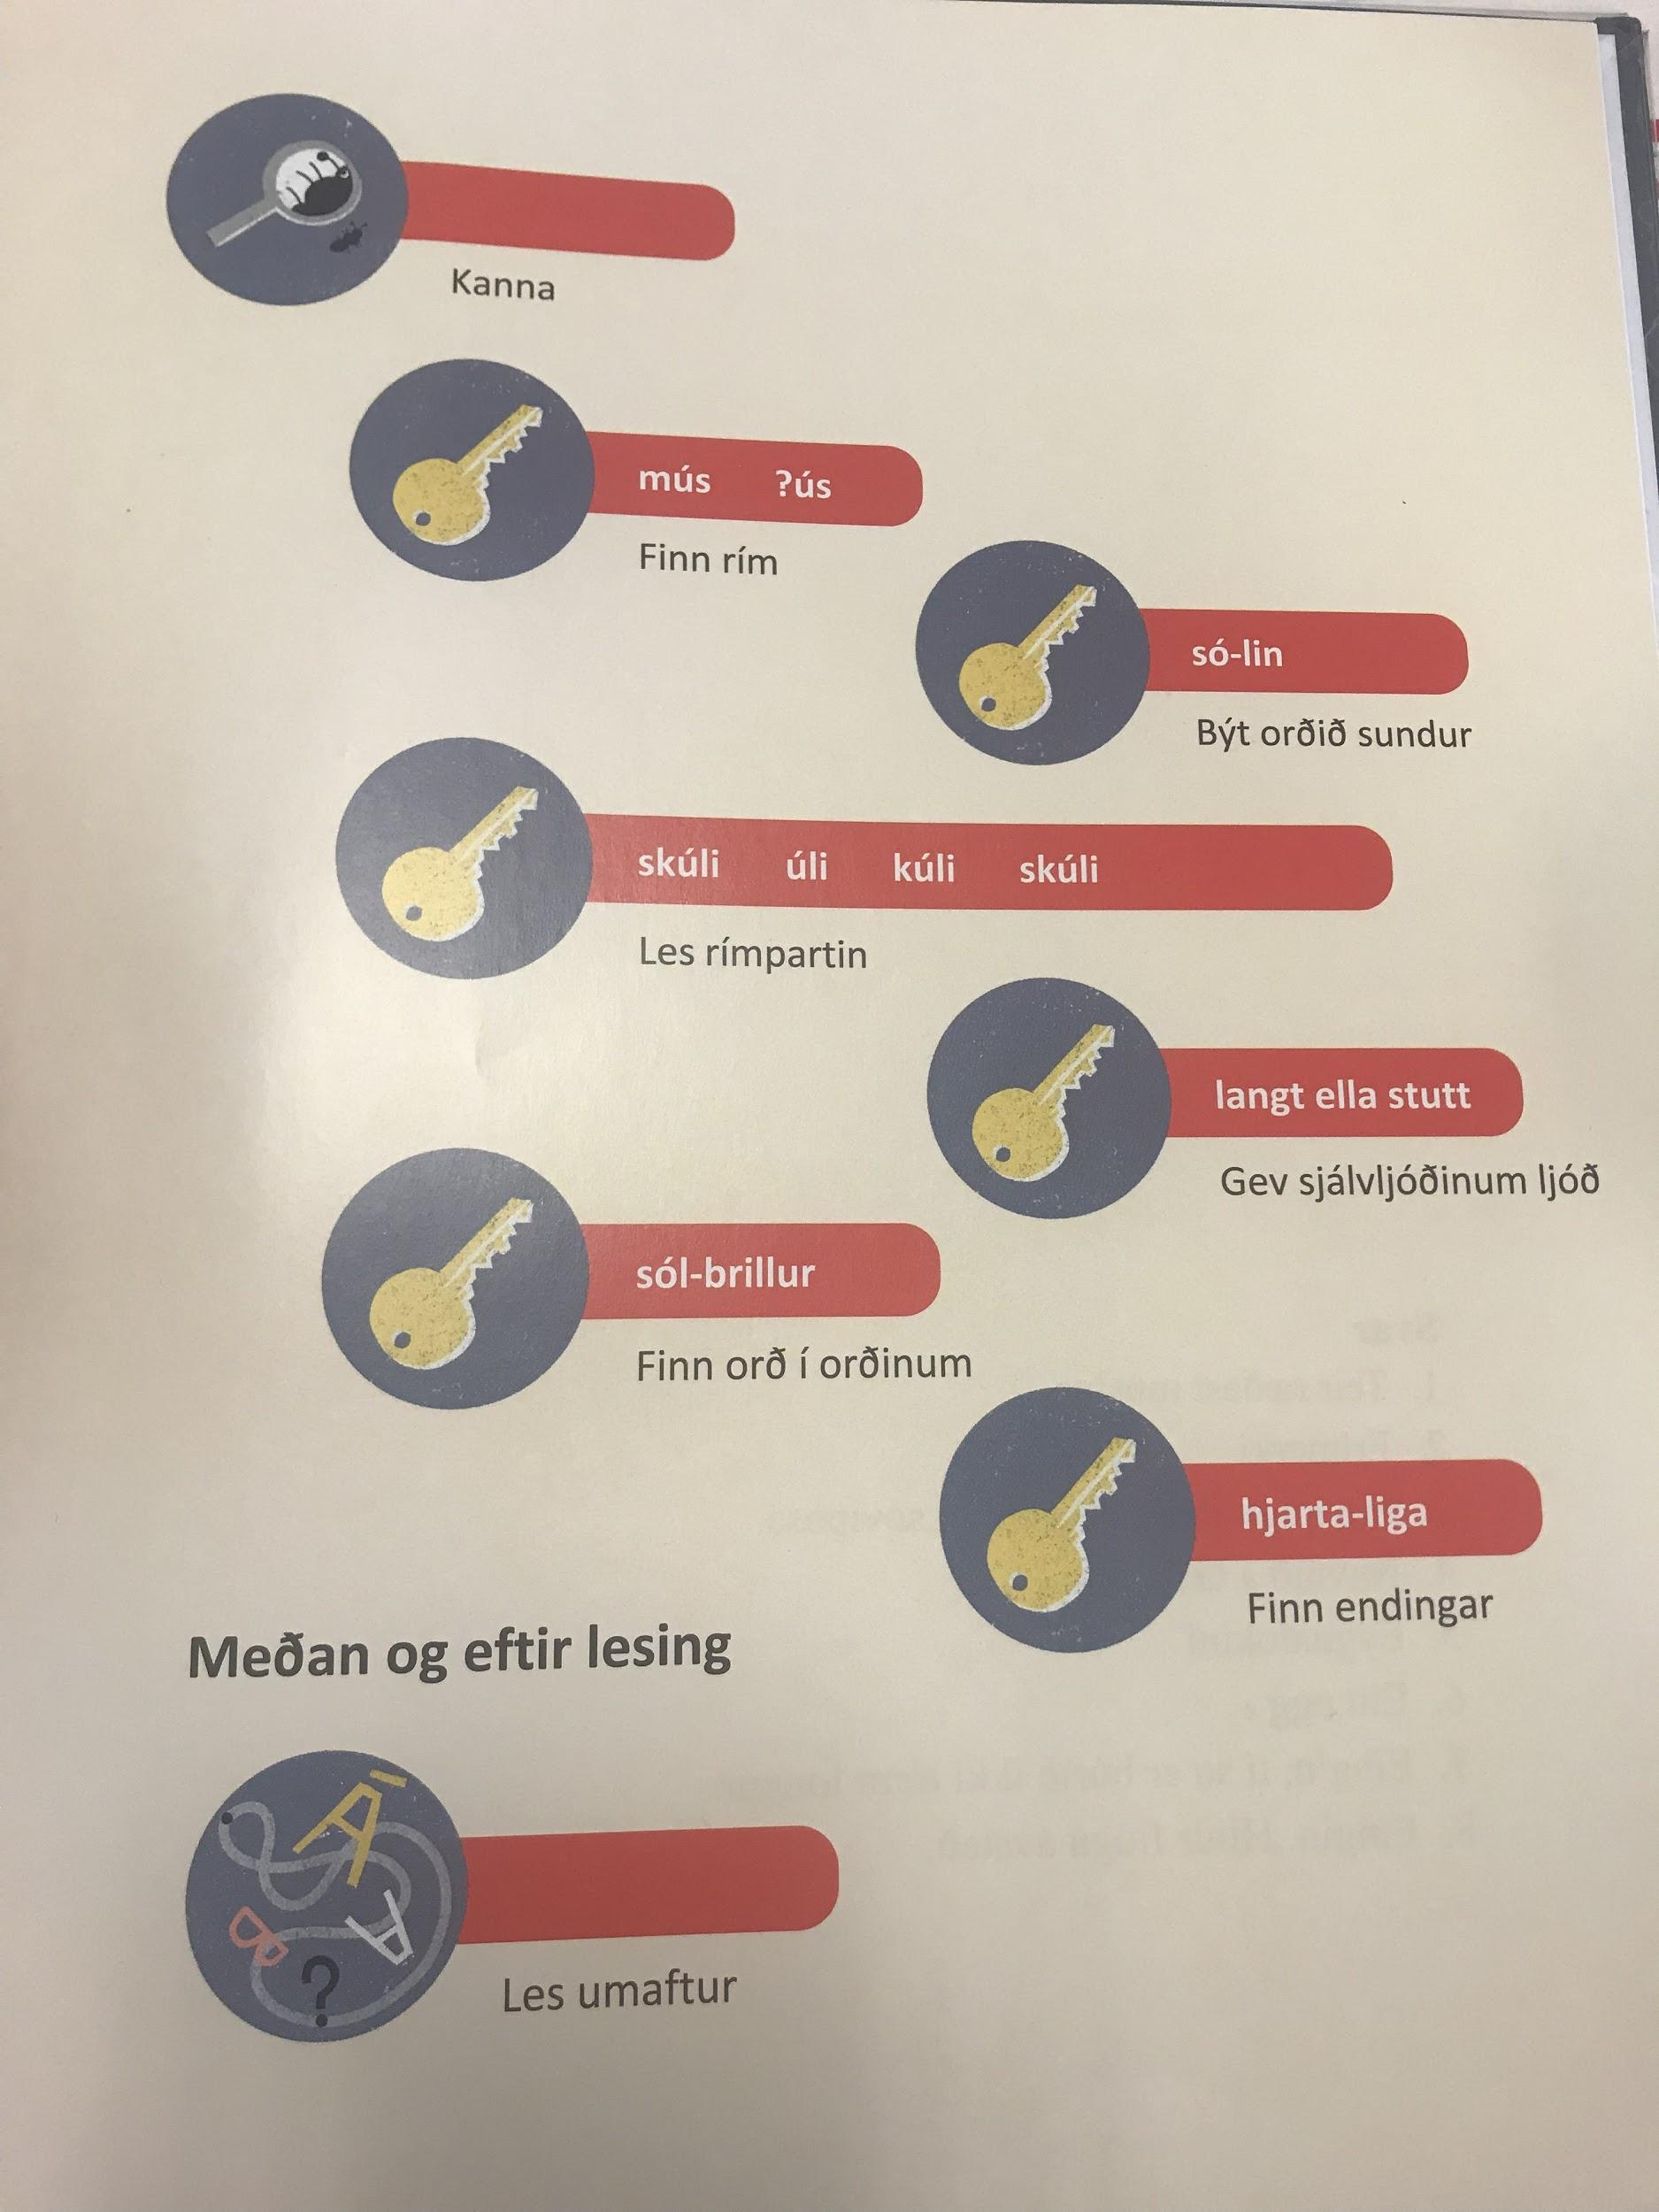 Kanna
mús ?ús
Finn rím
só-lin
Být orðið sundur
skúli úli kúli skúli
Les rímpartin
langt ella stutt
Gev sjálvljóðinum ljóð
sól-brillur
Finn orð í orðinum
hjarta-liga
Finn endingar
Meðan og eftir lesing
Á
A
B
?
Les umaftur